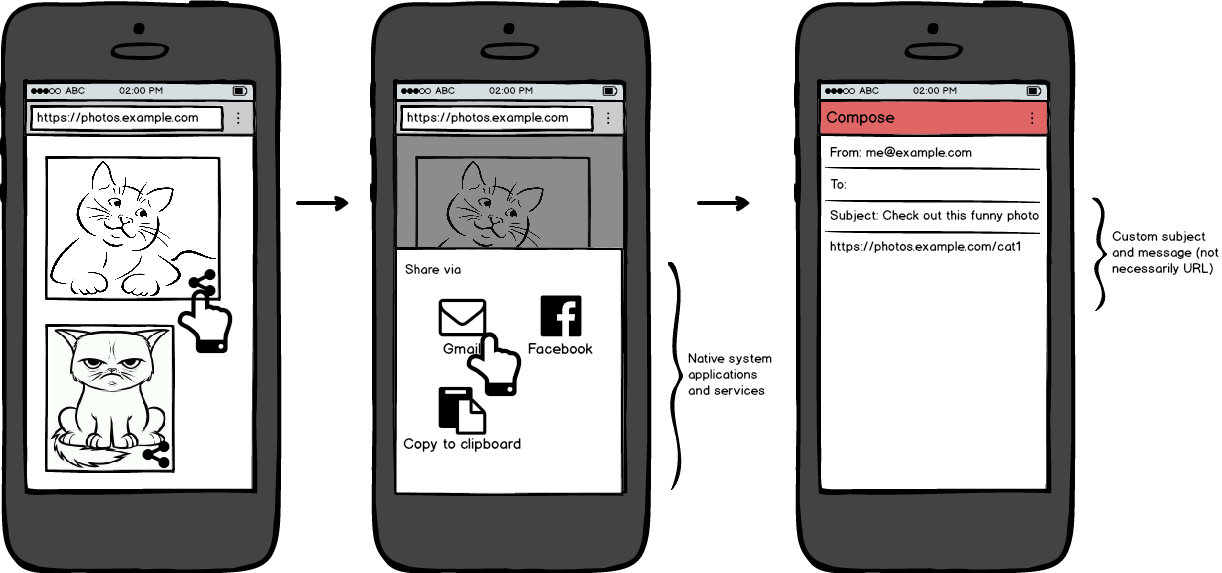 ABC 02:00 PM
https://photos.example.com
ABC 02:00 PM
https://photos.example.com
Share via
Gmail
Facebook
Copy to clipboard
Native system
applications
and services
ABC 02:00 PM
Compose
From: me@example.com
To:
Subject: Check out this funny photo
https://photos.example.com/cat1
Custom subject
and message (not
necessarily URL)